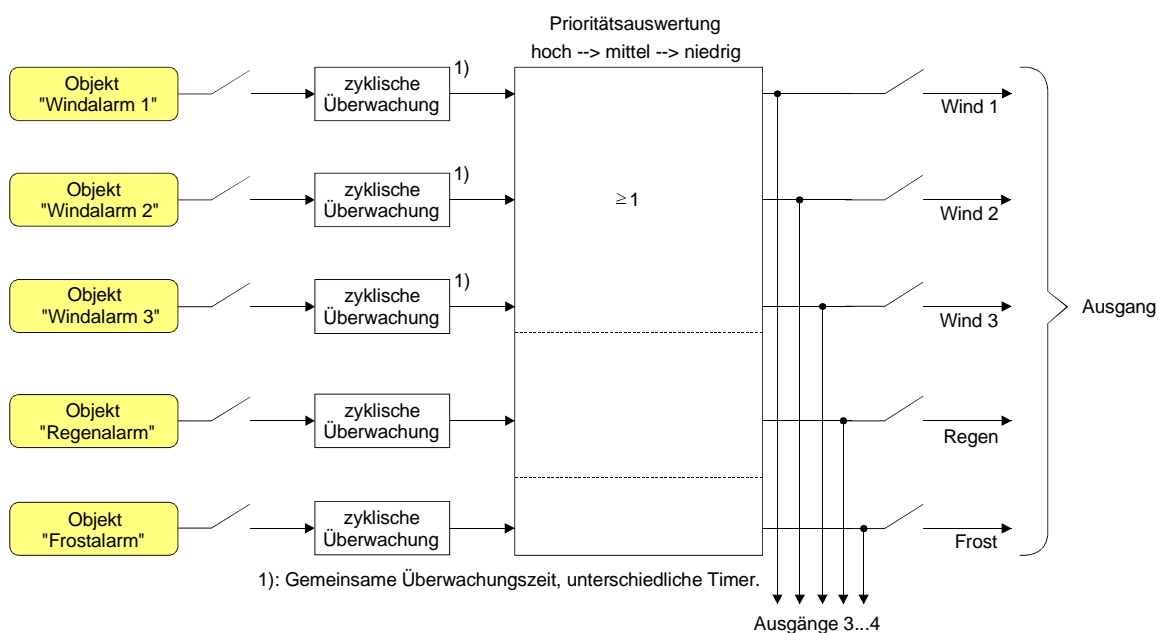 Prioritätsauswertung
hoch --> mittel --> niedrig
Objekt
"Windalarm 1"
zyklische
Überwachung
1)
Wind 1
Objekt
"Windalarm 2"
zyklische
Überwachung
1)
≥1
Wind 2
Objekt
"Windalarm 3"
zyklische
Überwachung
1)
Wind 3
Ausgang
Objekt
"Regenalarm"
zyklische
Überwachung
Regen
Objekt
"Frostalarm"
zyklische
Überwachung
Frost
1): Gemeinsame Überwachungszeit, unterschiedliche Timer.
Ausgänge 3...4